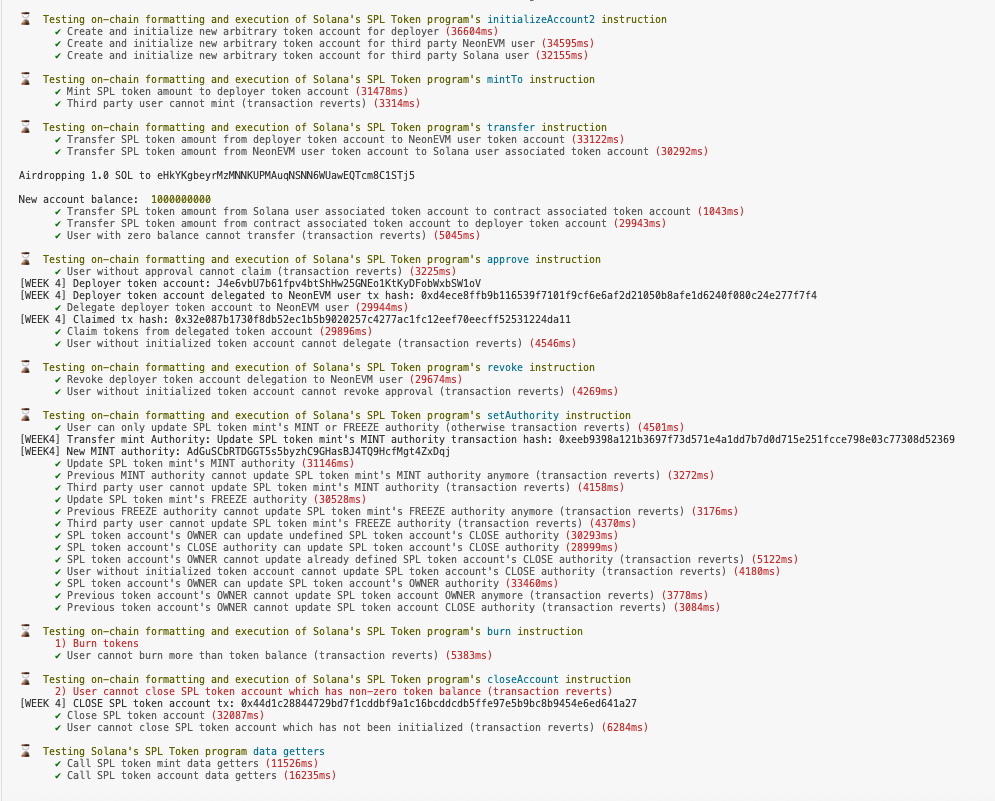 ⌛ Testing on-chain formatting and execution of Solana's SPL Token program's initializeAccount2 instruction
✔ Create and initialize new arbitrary token account for deployer (36604ms)
✔ Create and initialize new arbitrary token account for third party NeonEVM user (34595ms)
✔ Create and initialize new arbitrary token account for third party Solana user (32155ms)
⌛ Testing on-chain formatting and execution of Solana's SPL Token program's mintTo instruction
✔ Mint SPL token amount to deployer token account (31478ms)
✔ Third party user cannot mint (transaction reverts) (3314ms)
⌛ Testing on-chain formatting and execution of Solana's SPL Token program's transfer instruction
✔ Transfer SPL token amount from deployer token account to NeonEVM user token account (33122ms)
✔ Transfer SPL token amount from NeonEVM user token account to Solana user associated token account (30292ms)
Airdropping 1.0 SOL to eHkYKgbeyrMzMNNKUPMAuqNSNN6WUawEQTcm8C1STj5
New account balance:  1000000000
✔ Transfer SPL token amount from Solana user associated token account to contract associated token account (1043ms)
✔ Transfer SPL token amount from contract associated token account to deployer token account (29943ms)
✔ User with zero balance cannot transfer (transaction reverts) (5045ms)
⌛ Testing on-chain formatting and execution of Solana's SPL Token program's approve instruction
✔ User without approval cannot claim (transaction reverts) (3225ms)
[WEEK 4] Deployer token account: J4e6vbU7b61fpv4btShHw25GNEo1KtKyDFobWxbSW1oV
[WEEK 4] Deployer token account delegated to NeonEVM user tx hash: 0xd4ece8ffb9b116539f7101f9cf6e6af2d21050b8afe1d6240f080c24e277f7f4
✔ Delegate deployer token account to NeonEVM user (29944ms)
[WEEK 4] Claimed tx hash: 0x32e087b1730f8db52ec1b5b9020257c4277ac1fc12eef70eecff52531224da11
✔ Claim tokens from delegated token account (29896ms)
✔ User without initialized token account cannot delegate (transaction reverts) (4546ms)
⌛ Testing on-chain formatting and execution of Solana's SPL Token program's revoke instruction
✔ Revoke deployer token account delegation to NeonEVM user (29674ms)
✔ User without initialized token account cannot revoke approval (transaction reverts) (4269ms)
⌛ Testing on-chain formatting and execution of Solana's SPL Token program's setAuthority instruction
✔ User can only update SPL token mint's MINT or FREEZE authority (otherwise transaction reverts) (4501ms)
[WEEK4] Transfer mint Authority: Update SPL token mint's MINT authority transaction hash: 0xeeb9398a121b3697f73d571e4a1dd7b7d0d715e251fcce798e03c77308d52369
[WEEK4] New MINT authority: AdGuSCbRTDGGT5s5byzhC9GHasBJ4TQ9HcfMgt4ZxDqj
✔ Update SPL token mint's MINT authority (31146ms)
✔ Previous MINT authority cannot update SPL token mint's MINT authority anymore (transaction reverts) (3272ms)
✔ Third party user cannot update SPL token mint's MINT authority (transaction reverts) (4158ms)
✔ Update SPL token mint's FREEZE authority (30528ms)
✔ Previous FREEZE authority cannot update SPL token mint's FREEZE authority anymore (transaction reverts) (3176ms)
✔ Third party user cannot update SPL token mint's FREEZE authority (transaction reverts) (4370ms)
✔ SPL token account's OWNER can update undefined SPL token account's CLOSE authority (30293ms)
✔ SPL token account's CLOSE authority can update SPL token account's CLOSE authority (28999ms)
✔ SPL token account's OWNER cannot update already defined SPL token account's CLOSE authority (transaction reverts) (5122ms)
✔ User without initialized token account cannot update SPL token account's CLOSE authority (transaction reverts) (4180ms)
✔ SPL token account's OWNER can update SPL token account's OWNER authority (33460ms)
✔ Previous token account's OWNER cannot update SPL token account OWNER anymore (transaction reverts) (3778ms)
✔ Previous token account's OWNER cannot update SPL token account CLOSE authority (transaction reverts) (3084ms)
⌛ Testing on-chain formatting and execution of Solana's SPL Token program's burn instruction
1) Burn tokens
✔ User cannot burn more than token balance (transaction reverts) (5383ms)
⌛ Testing on-chain formatting and execution of Solana's SPL Token program's closeAccount instruction
2) User cannot close SPL token account which has non-zero token balance (transaction reverts)
[WEEK 4] CLOSE SPL token account tx: 0x44d1c28844729bd7f1cddbf9a1c16bcddcdb5ffe97e5b9bc8b9454e6ed641a27
✔ Close SPL token account (32087ms)
✔ User cannot close SPL token account which has not been initialized (transaction reverts) (6284ms)
⌛ Testing Solana's SPL Token program data getters
✔ Call SPL token mint data getters (11526ms)
✔ Call SPL token account data getters (16235ms)